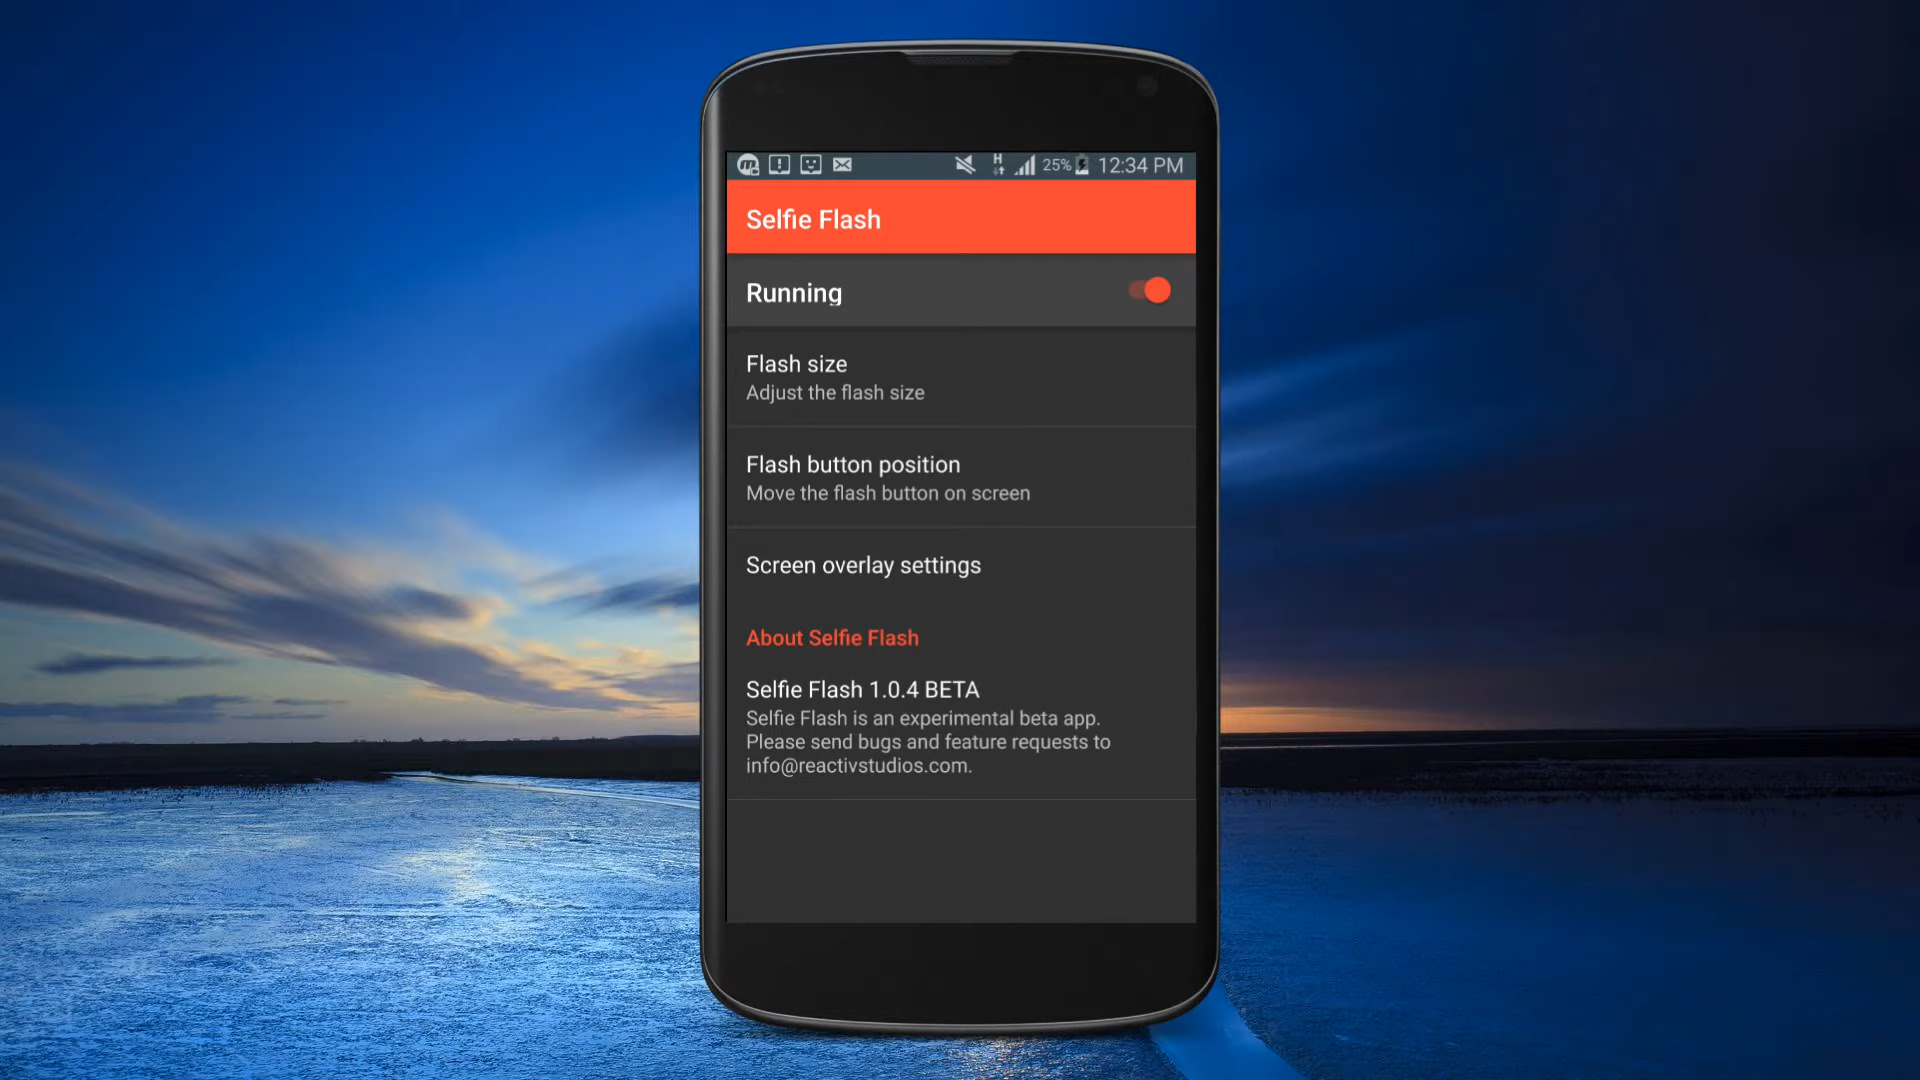 25% 12:34 PM
Selfie Flash
Running
Flash size
Adjust the flash size
Flash button position
Move the flash button on screen
Screen overlay settings
About Selfie Flash
Selfie Flash 1.0.4 BETA
Selfie Flash is an experimental beta app.
Please send bugs and feature requests to
info@reactivstudios.com.